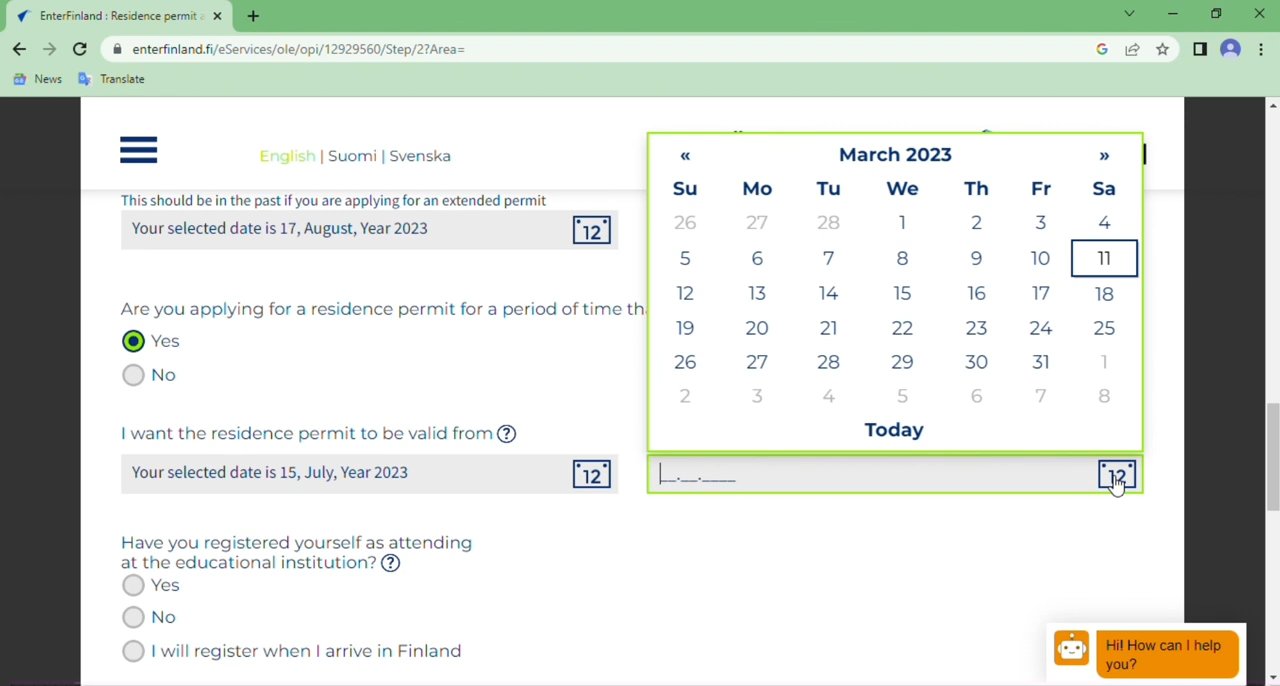 EnterFinland : Residence permit a
enterfinland.fi/eServices/ole/opi/12929560/Step/2?Area=
News Translate
English | Suomi | Svenska
This should be in the past if you are applying for an extended permit
Your selected date is 17, August, Year 2023
12
Are you applying for a residence permit for a period of time tha
Yes
No
I want the residence permit to be valid from ?
Your selected date is 15, July, Year 2023
12
« March 2023 »
Su Mo Tu We Th Fr Sa
26 27 28 1 2 3 4
5 6 7 8 9 10 11
12 13 14 15 16 17 18
19 20 21 22 23 24 25
26 27 28 29 30 31 1
2 3 4 5 6 7 8
Today
__.__.____
12
Have you registered yourself as attending
at the educational institution? ?
Yes
No
I will register when I arrive in Finland
Hi! How can I help
you?